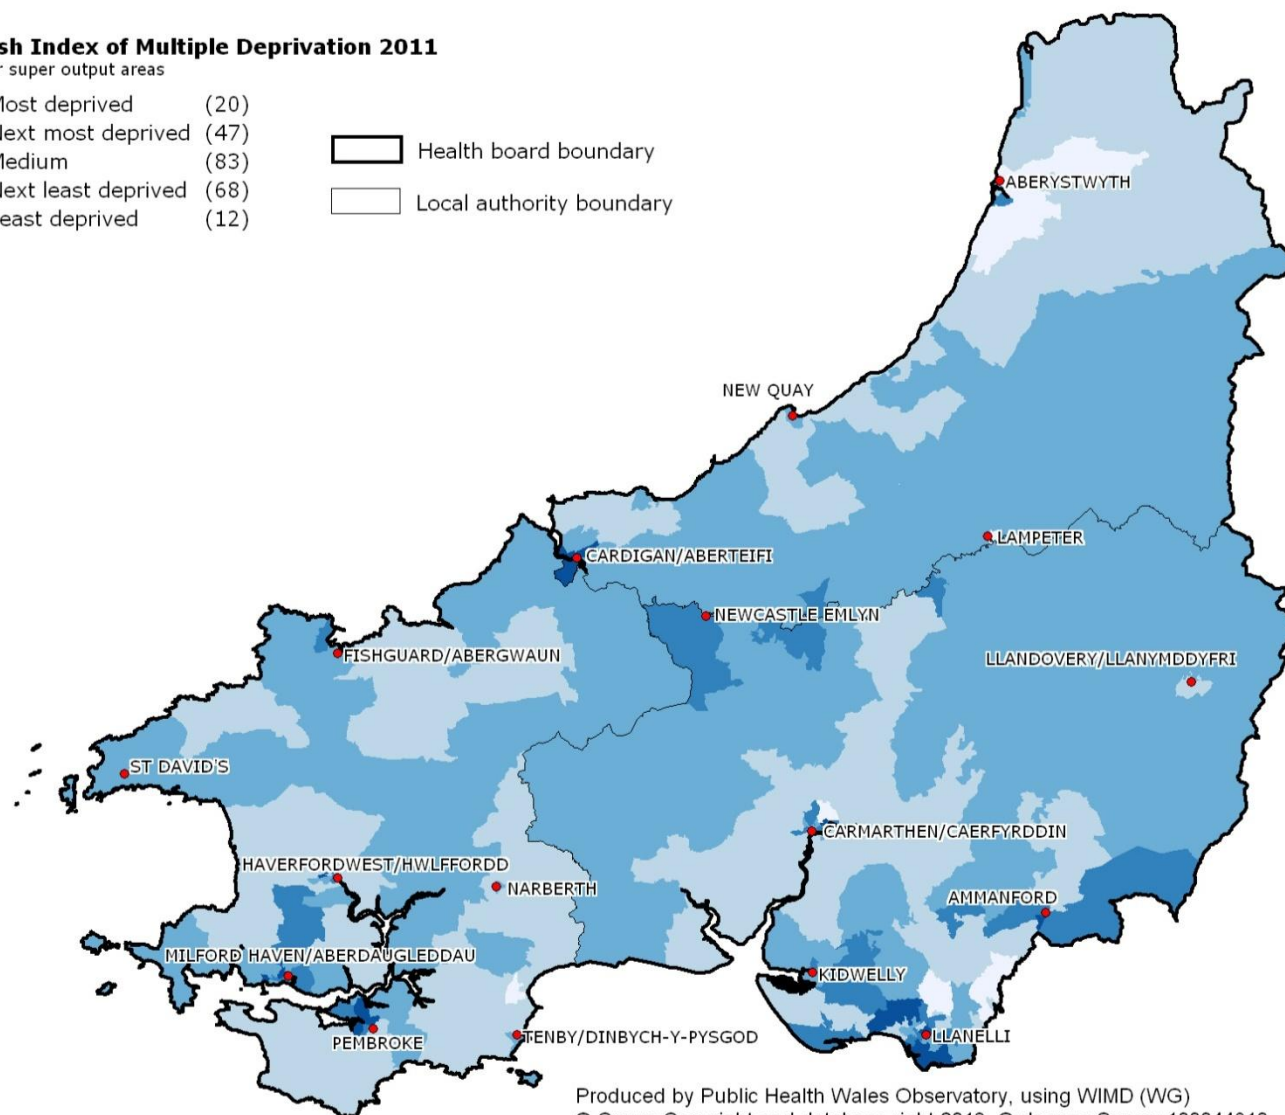 sh Index of Multiple Deprivation 2011
r super output areas
Most deprived (20)
Next most deprived (47)
Medium (83)
Next least deprived (68)
east deprived (12)
Health board boundary
Local authority boundary
ABERYSTWYTH
NEW QUAY
LAMPETER
CARDIGAN/ABERTEIFI
NEWCASTLE EMLYN
FISHGUARD/ABERGWAUN
LLANDOVERY/LLANYMDDYFRI
ST DAVID'S
CARMARTHEN/CAERFYRDDIN
HAVERFORDWEST/HWLFFORDD
NARBERTH
AMMANFORD
MILFORD HAVEN/ABERDAUGLEDDAU
KIDWELLY
TENBY/DINBYCH-Y-PYSGOD
LLANELLI
PEMBROKE
Produced by Public Health Wales Observatory, using WIMD (WG)